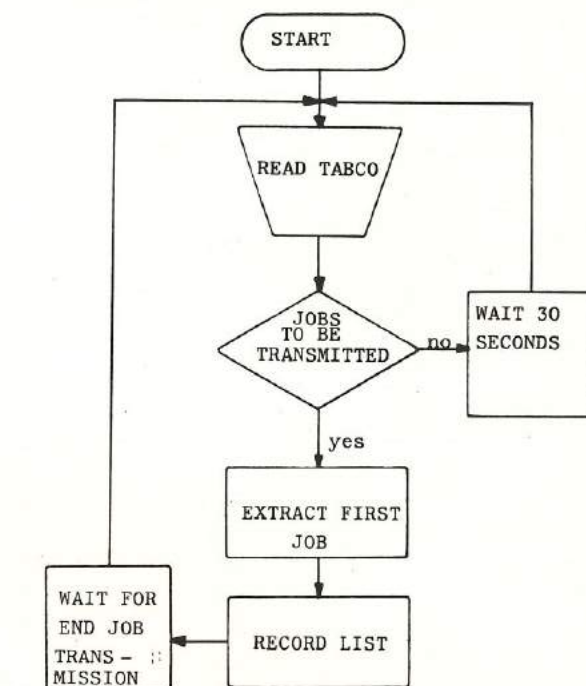 START
READ TABCO
JOBS
TO BE
TRANSMITTED
no
WAIT 30
SECONDS
yes
EXTRACT FIRST
JOB
RECORD LIST
WAIT FOR
END JOB
TRANS-
MISSION